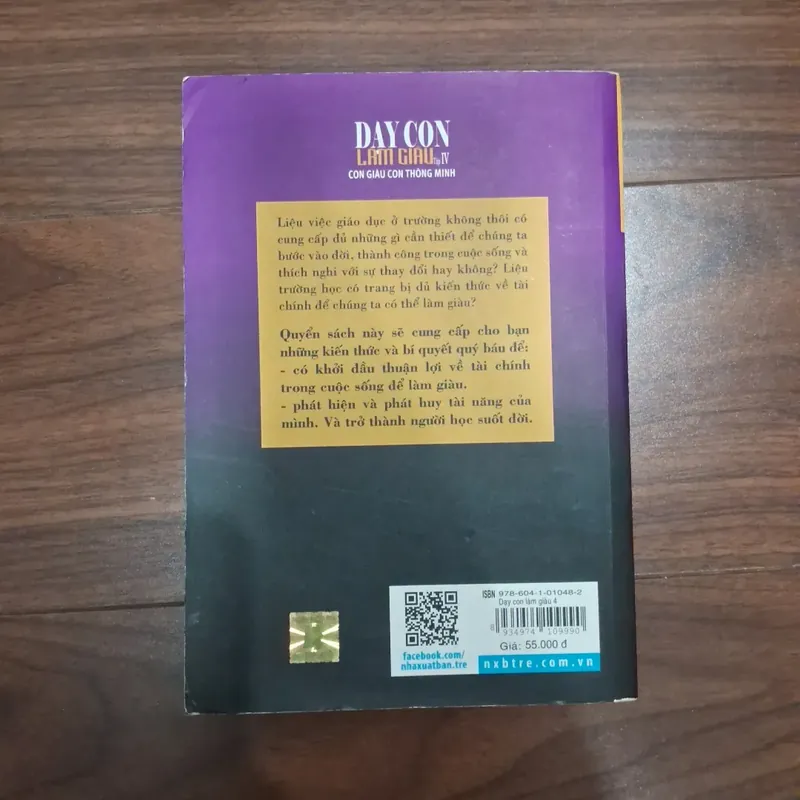 DẠY CON
LÀM GIÀU Tập IV
CON GIÀU CON THÔNG MINH
Liệu việc giáo dục ở trường không thôi có
cung cấp đủ những gì cần thiết để chúng ta
bước vào đời, thành công trong cuộc sống và
thích nghi với sự thay đổi hay không? Liệu
trường học có trang bị đủ kiến thức về tài
chính để chúng ta có thể làm giàu?
Quyển sách này sẽ cung cấp cho bạn
những kiến thức và bí quyết quý báu để:
- có khởi đầu thuận lợi về tài chính
trong cuộc sống để làm giàu.
- phát hiện và phát huy tài năng của
mình. Và trở thành người học suốt đời.
ISBN 978-604-1-01048-2
Dạy con làm giàu 4
8 934974 109990
Giá: 55.000 đ
facebook.com/
nhaxuatban.tre
nxbtre.com.vn